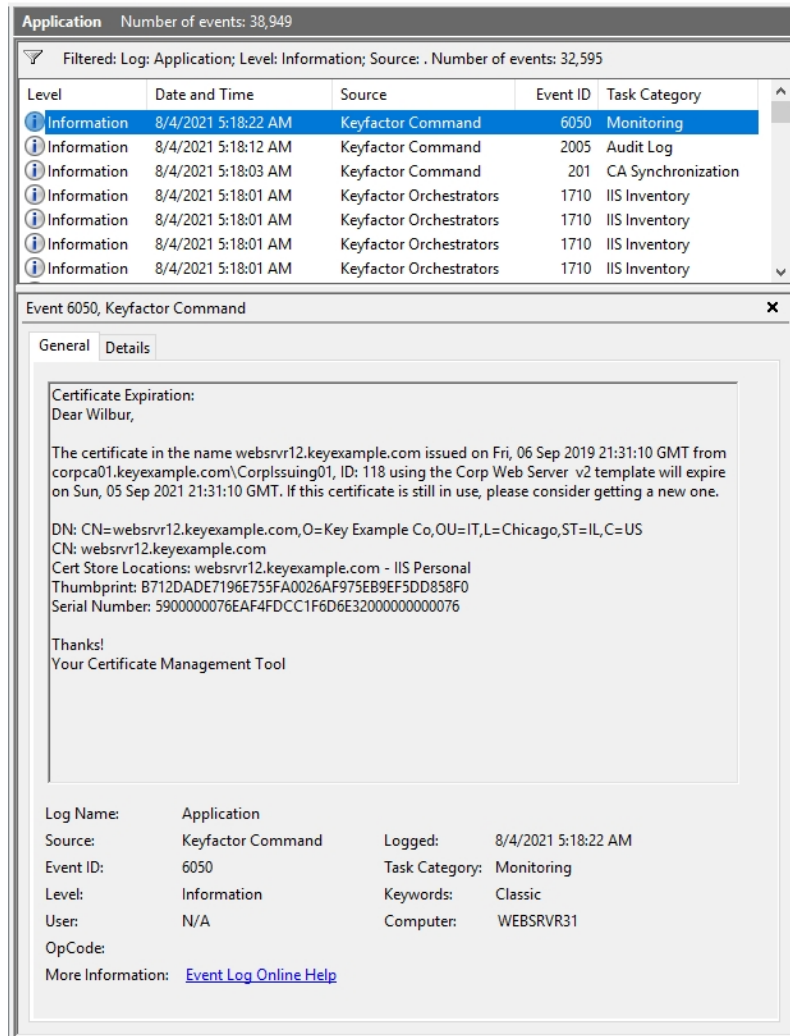 Application Number of events: 38,949
Filtered: Log: Application; Level: Information; Source: . Number of events: 32,595
Level Date and Time Source Event ID Task Category
Information 8/4/2021 5:18:22 AM Keyfactor Command 6050 Monitoring
Information 8/4/2021 5:18:12 AM Keyfactor Command 2005 Audit Log
Information 8/4/2021 5:18:03 AM Keyfactor Command 201 CA Synchronization
Information 8/4/2021 5:18:01 AM Keyfactor Orchestrators 1710 IIS Inventory
Information 8/4/2021 5:18:01 AM Keyfactor Orchestrators 1710 IIS Inventory
Information 8/4/2021 5:18:01 AM Keyfactor Orchestrators 1710 IIS Inventory
Information 8/4/2021 5:18:01 AM Keyfactor Orchestrators 1710 IIS Inventory
Event 6050, Keyfactor Command
General Details
Certificate Expiration:
Dear Wilbur,
The certificate in the name websrvr12.keyexample.com issued on Fri, 06 Sep 2019 21:31:10 GMT from
corpca01.keyexample.com\CorpIssuing01, ID: 118 using the Corp Web Server v2 template will expire
on Sun, 05 Sep 2021 21:31:10 GMT. If this certificate is still in use, please consider getting a new one.
DN: CN=websrvr12.keyexample.com,O=Key Example Co,OU=IT,L=Chicago,ST=IL,C=US
CN: websrvr12.keyexample.com
Cert Store Locations: websrvr12.keyexample.com - IIS Personal
Thumbprint: B712DADE7196E755FA0026AF975EB9EF5DD858F0
Serial Number: 5900000076EAF4FDCC1F6D6E32000000000076
Thanks!
Your Certificate Management Tool
Log Name: Application
Source: Keyfactor Command Logged: 8/4/2021 5:18:22 AM
Event ID: 6050 Task Category: Monitoring
Level: Information Keywords: Classic
User: N/A Computer: WEBSRVR31
OpCode:
More Information: Event Log Online Help